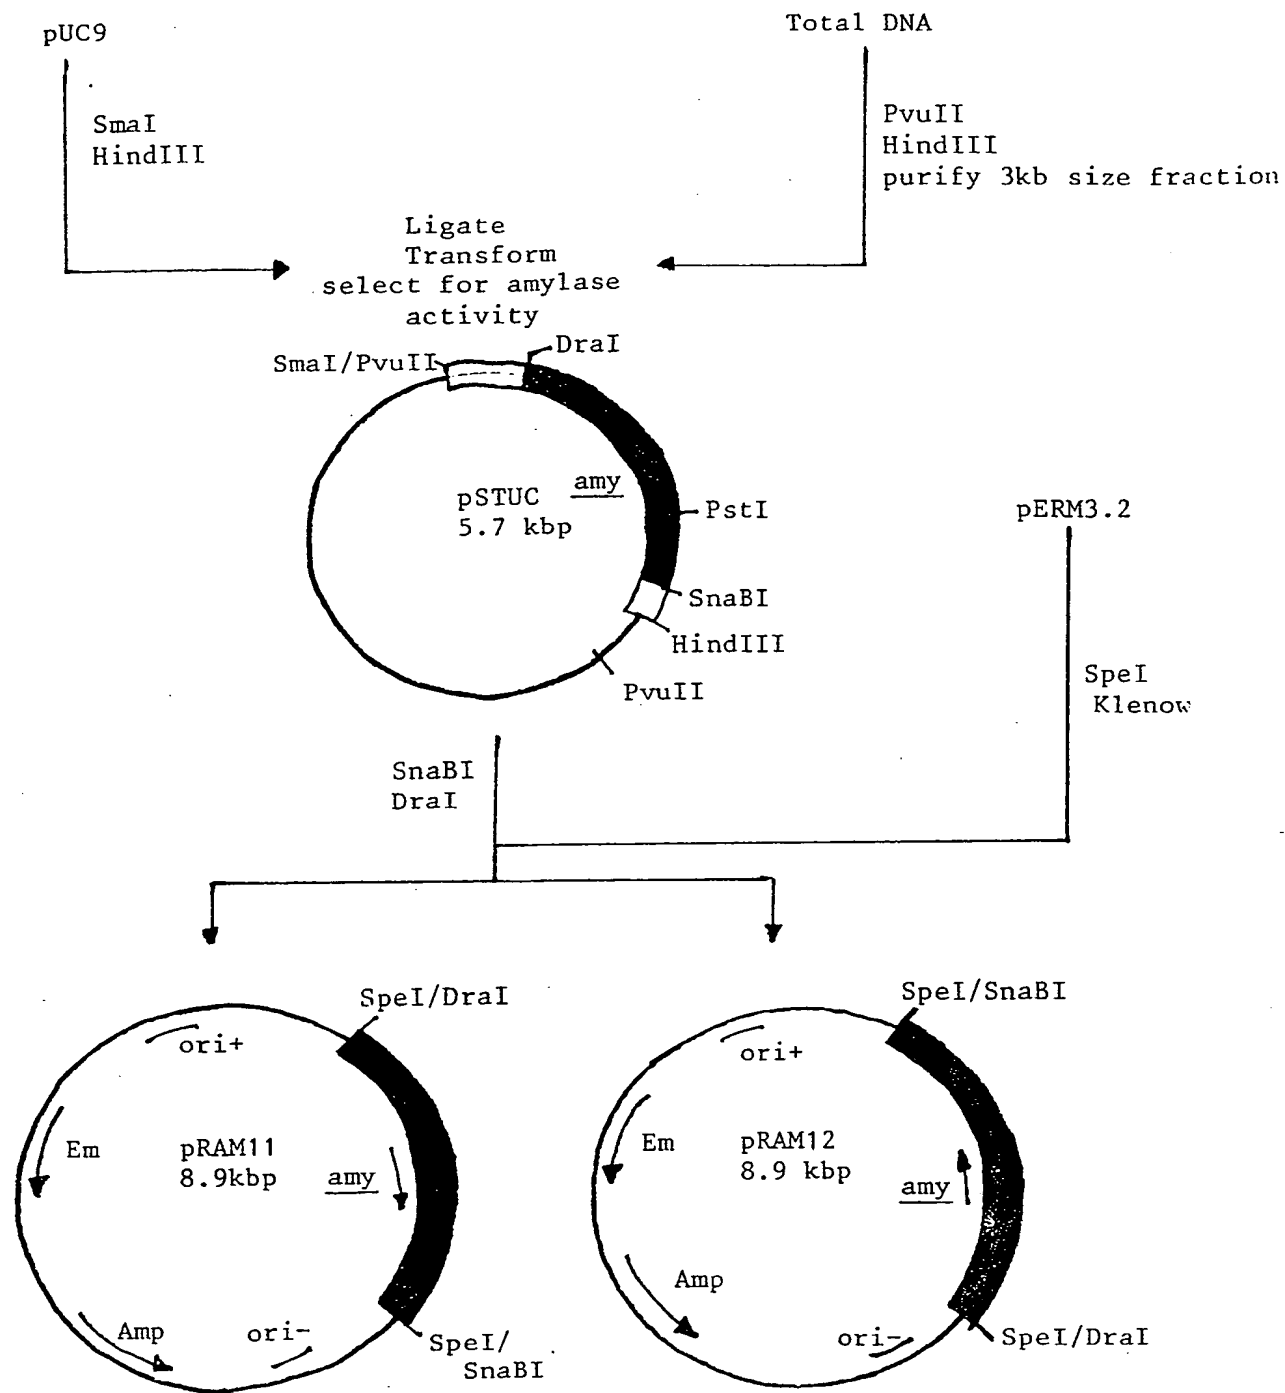 pUC9
Total DNA
SmaI
HindIII
PvuII
HindIII
purify 3kb size fraction
Ligate
Transform
select for amylase
activity
SmaI/PvuII
DraI
pSTUC
5.7 kbp
amy
PstI
SnaBI
HindIII
PvuII
pERM3.2
SpeI
Klenow
SnaBI
DraI
SpeI/DraI
ori+
Em
pRAM11
8.9kbp
amy
Amp
ori-
SpeI/
SnaBI
SpeI/SnaBI
ori+
Em
pRAM12
8.9 kbp
amy
Amp
ori-
SpeI/DraI